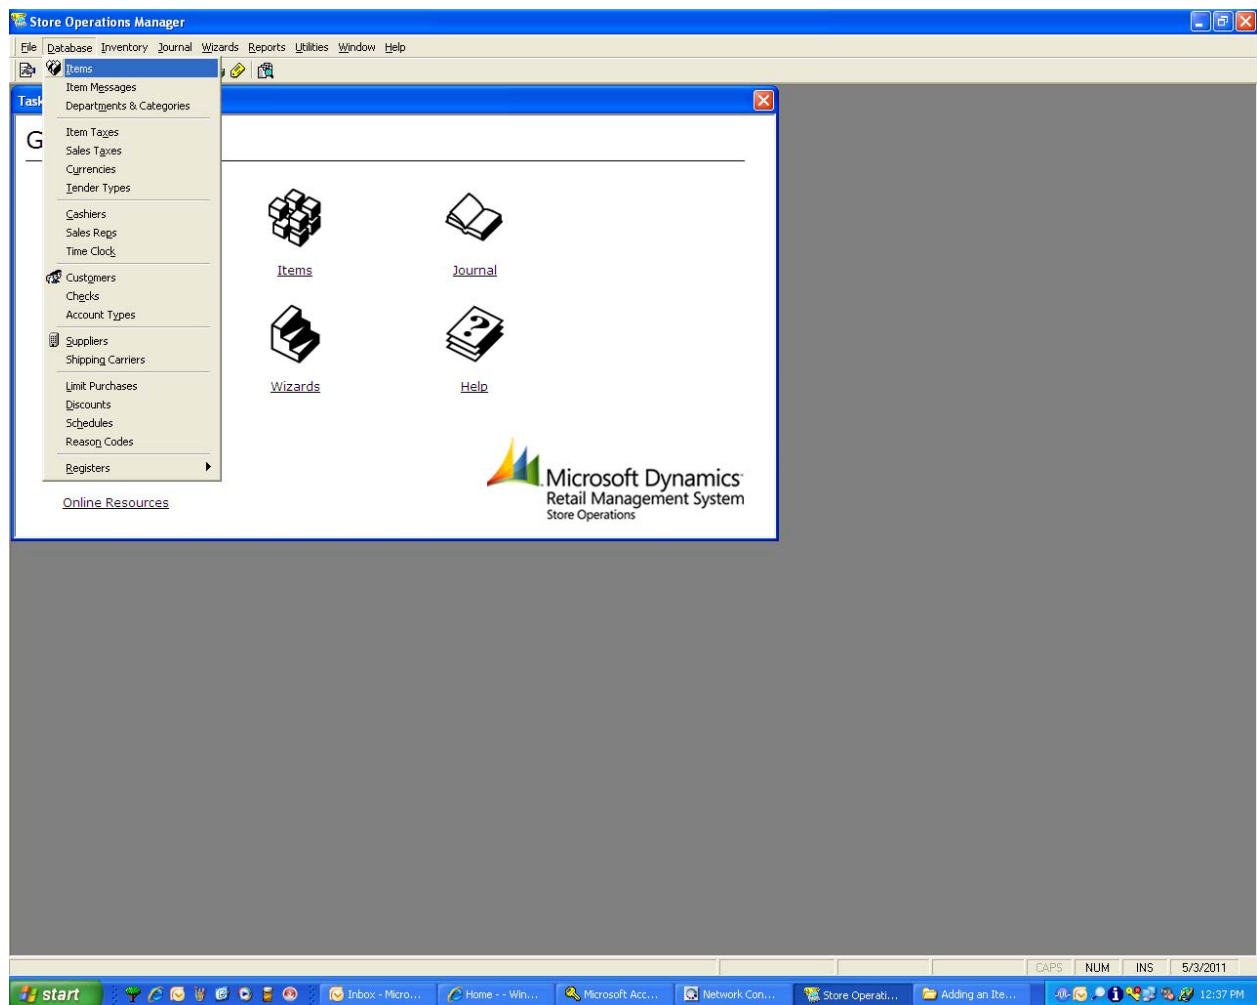 Store Operations Manager
File Database Inventory Journal Wizards Reports Utilities Window Help
Items
Item Messages
Departments & Categories
Item Taxes
Sales Taxes
Currencies
Tender Types
Cashiers
Sales Reps
Time Clock
Customers
Checks
Account Types
Suppliers
Shipping Carriers
Limit Purchases
Discounts
Schedules
Reason Codes
Registers
Task
G
Items
Journal
Wizards
Help
Online Resources
Microsoft Dynamics
Retail Management System
Store Operations
CAPS NUM INS 5/3/2011
start Inbox - Micro... Home - - Win... Microsoft Acc... Network Con... Store Operati... Adding an Ite... 12:37 PM